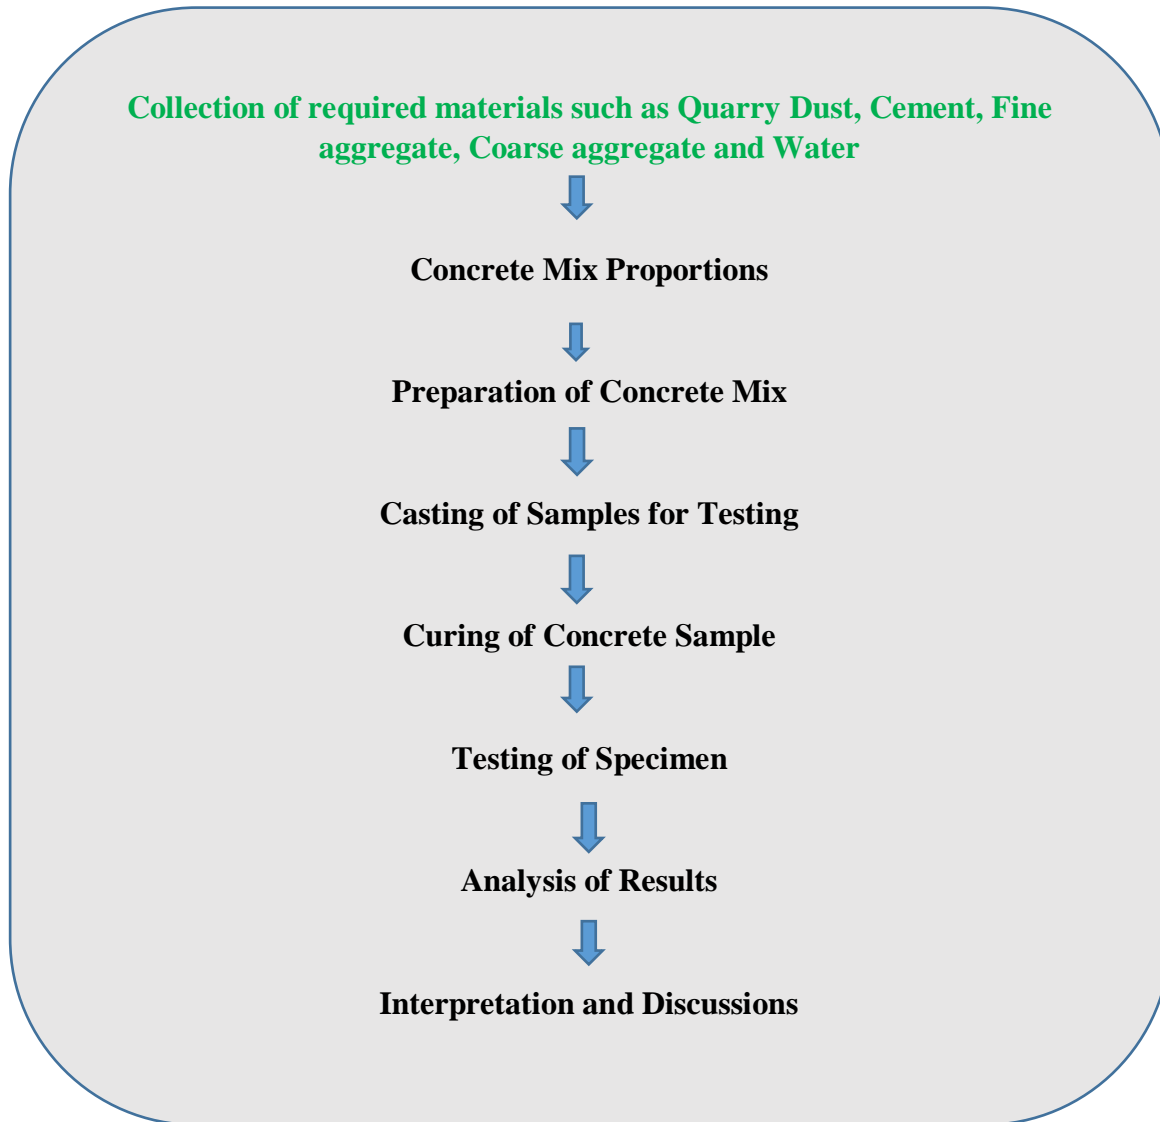 Collection of required materials such as Quarry Dust, Cement, Fine
aggregate, Coarse aggregate and Water
Concrete Mix Proportions
Preparation of Concrete Mix
Casting of Samples for Testing
Curing of Concrete Sample
Testing of Specimen
Analysis of Results
Interpretation and Discussions